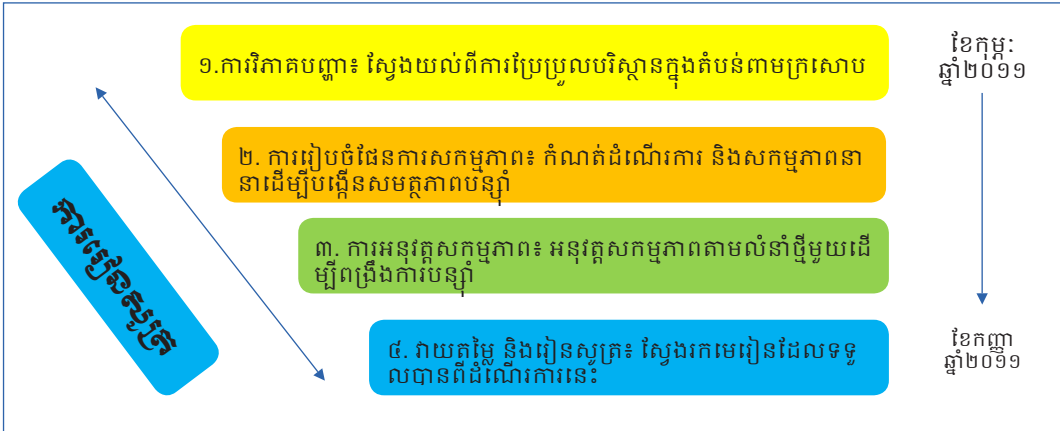 ១.ការវិភាគបញ្ហា៖ ស្វែងយល់ពីការប្រែប្រួលបរិស្ថានក្នុងតំបន់ពាមក្រសោប
ខែកុម្ភៈ
ឆ្នាំ២០១១
២. ការរៀបចំផែនការសកម្មភាព៖ កំណត់ដំណើរការ និងសកម្មភាពនា
នាដើម្បីបង្កើនសមត្ថភាពបន្ស៊ាំ
ការរៀនសូត្រ
៣. ការអនុវត្តសកម្មភាព៖ អនុវត្តសកម្មភាពតាមលំនាំថ្មីមួយដើ
ម្បីពង្រឹងការបន្ស៊ាំ
៤. វាយតម្លៃ និងរៀនសូត្រ៖ ស្វែងរកមេរៀនដែលទទួ
លបានពីដំណើរការនេះ
ខែកញ្ញា
ឆ្នាំ២០១១